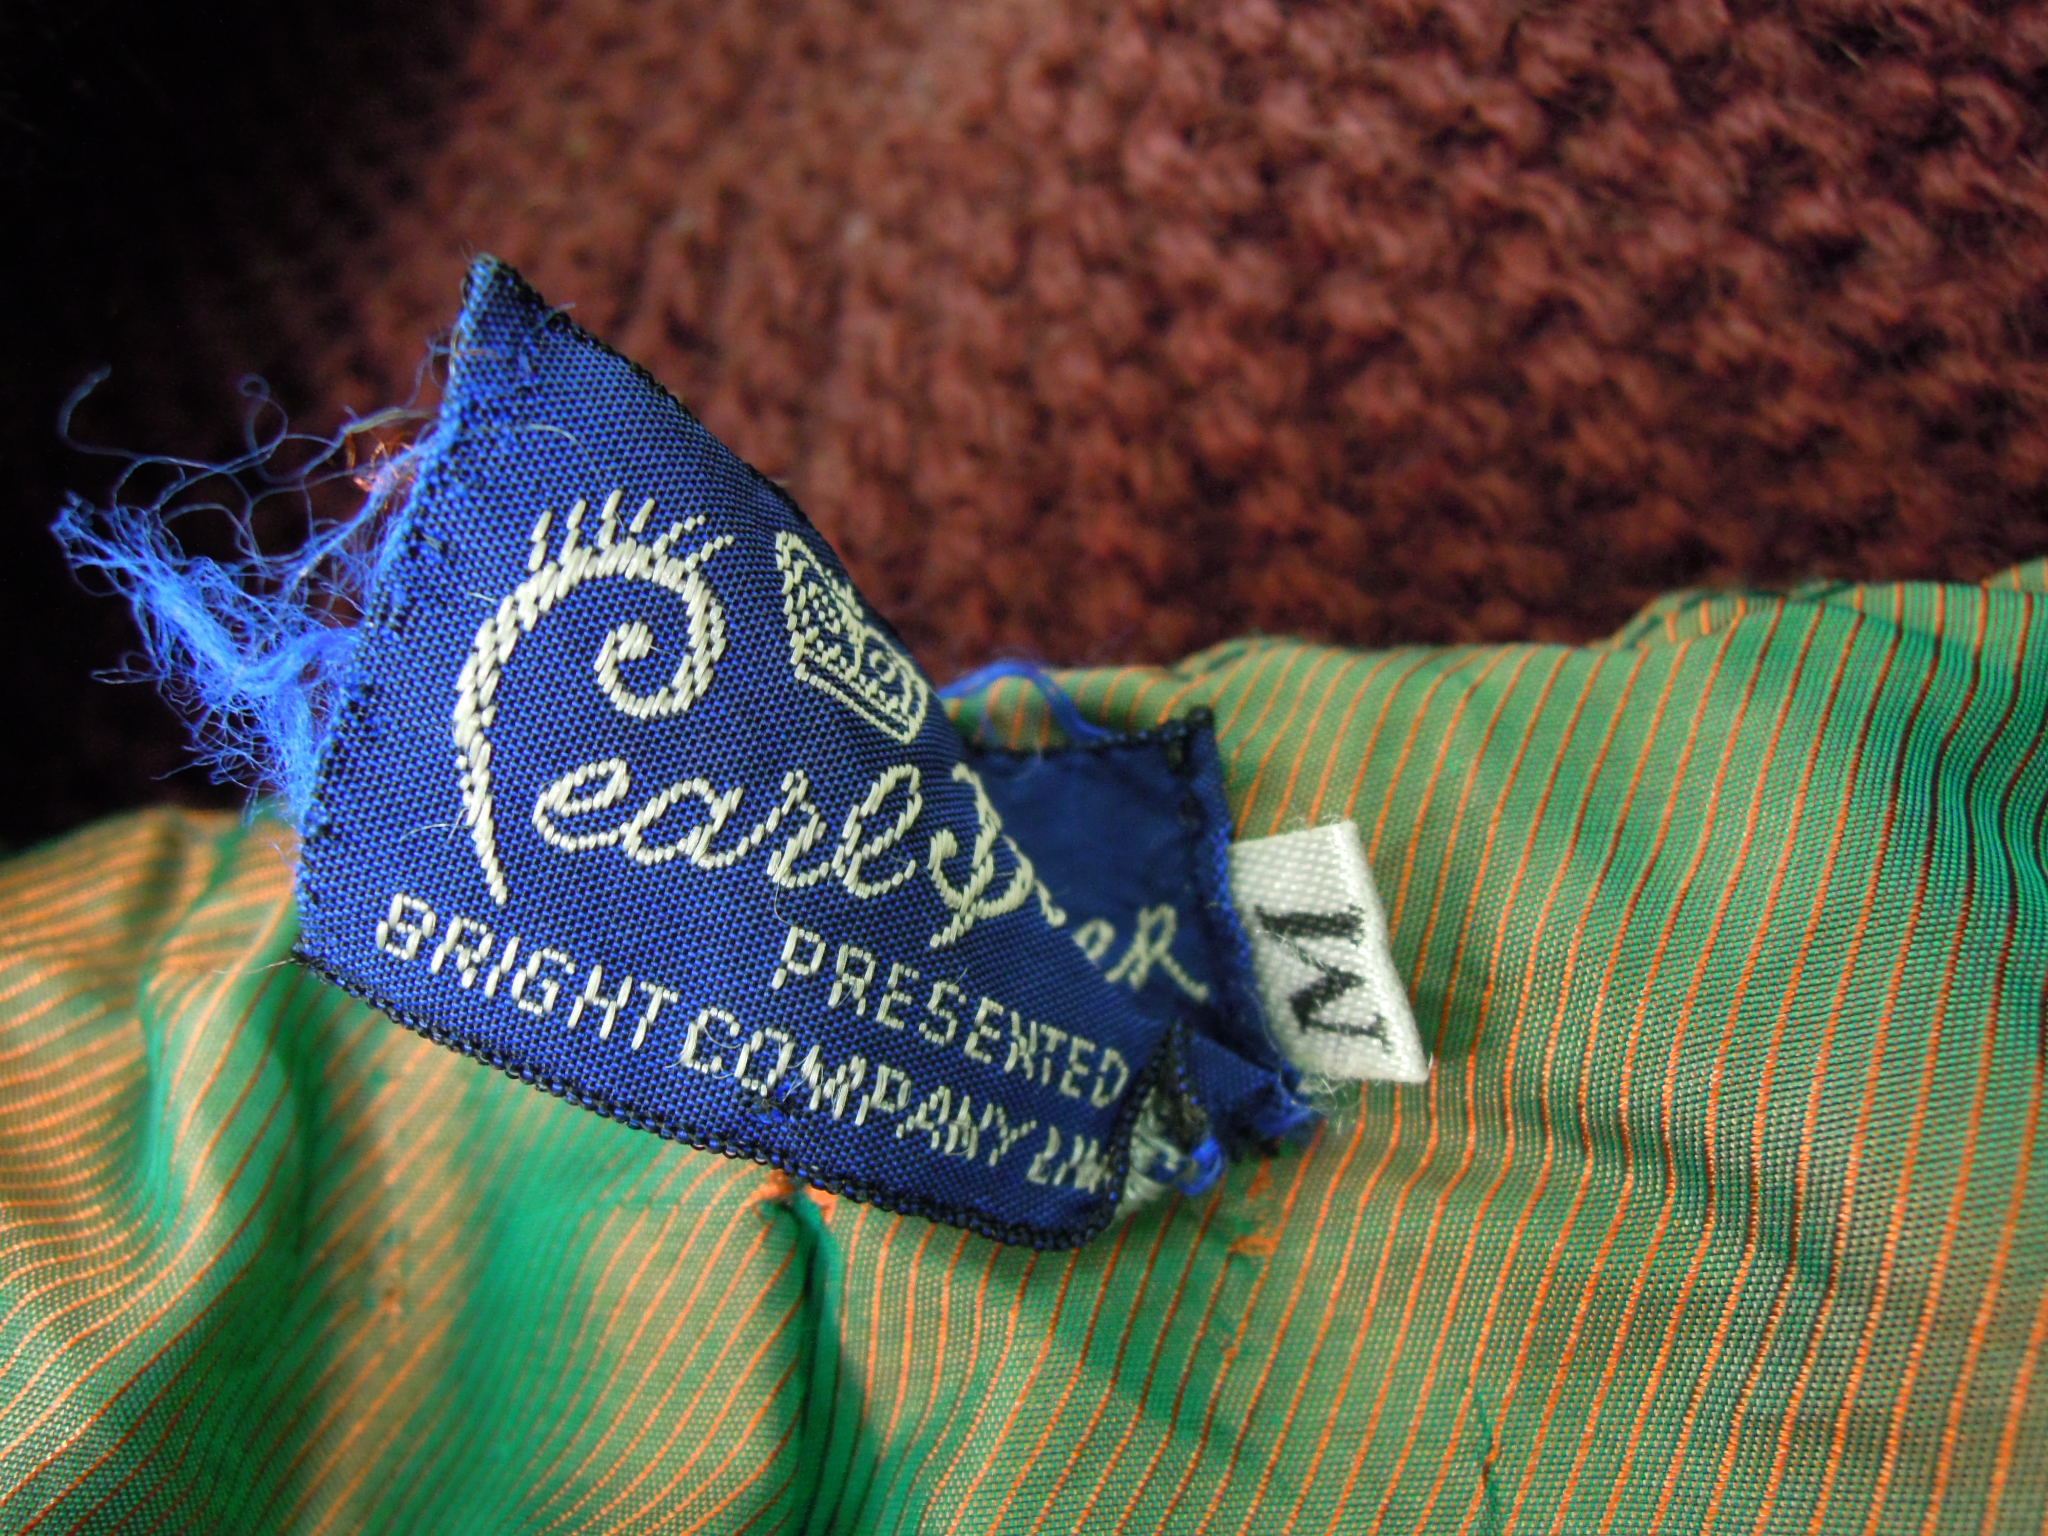 Pearl
PRESENTED
BRIGHT COMPANY
M